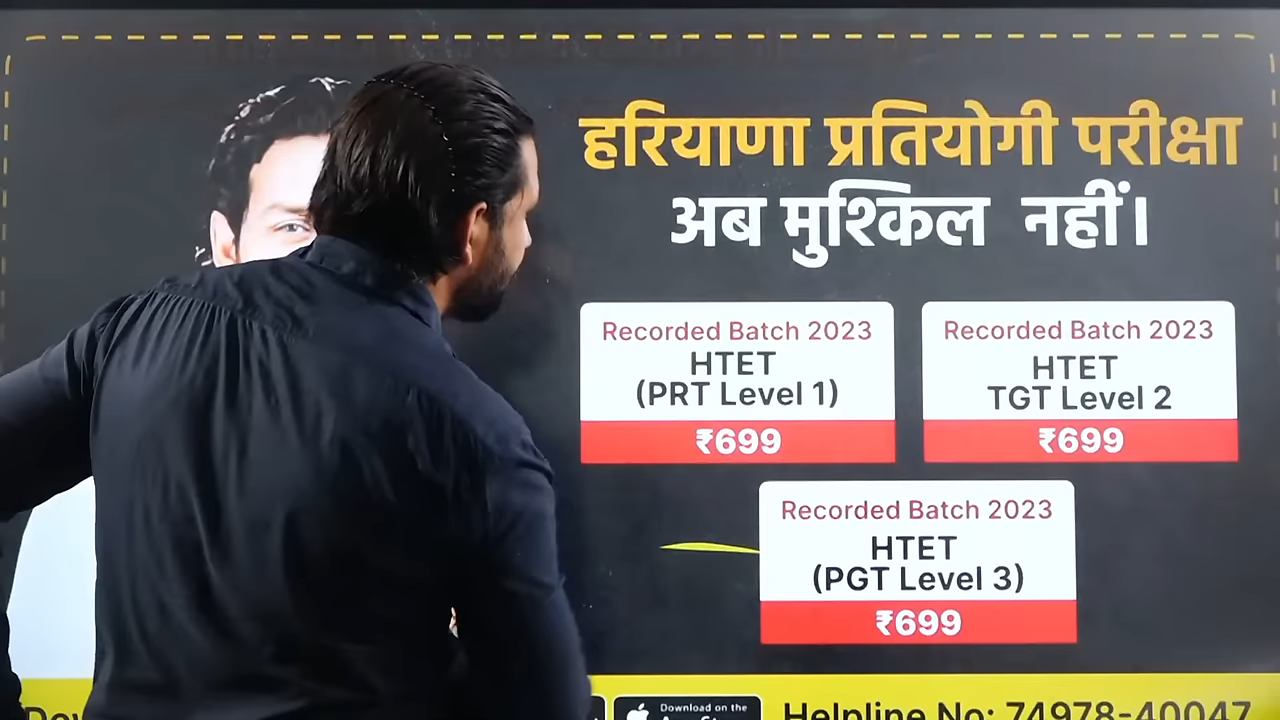 हरियाणा प्रतियोगी परीक्षा
अब मुश्किल नहीं।
Recorded Batch 2023
HTET
(PRT Level 1)
₹699
Recorded Batch 2023
HTET
TGT Level 2
₹699
Recorded Batch 2023
HTET
(PGT Level 3)
₹699
Download on the
Helpline No: 74978-40047